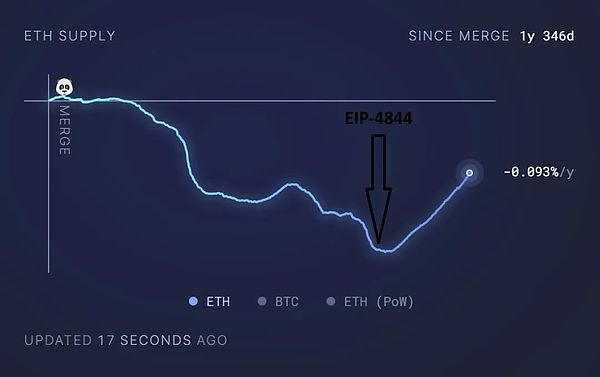 ETH SUPPLY
SINCE MERGE 1y 346d
MERGE
EIP-4844
-0.093%/y
ETH
BTC
ETH (PoW)
UPDATED 17 SECONDS AGO